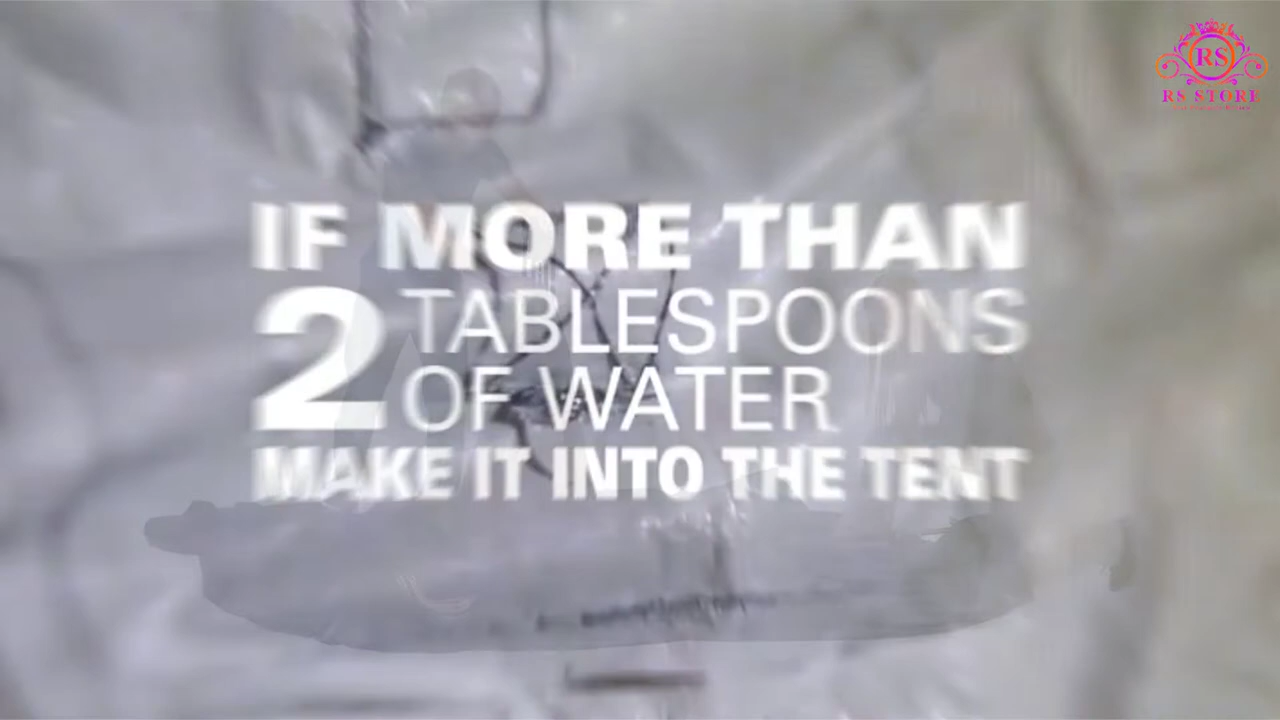 RS
RS STORE
IF MORE THAN
2 TABLESPOONS
OF WATER
MAKE IT INTO THE TENT